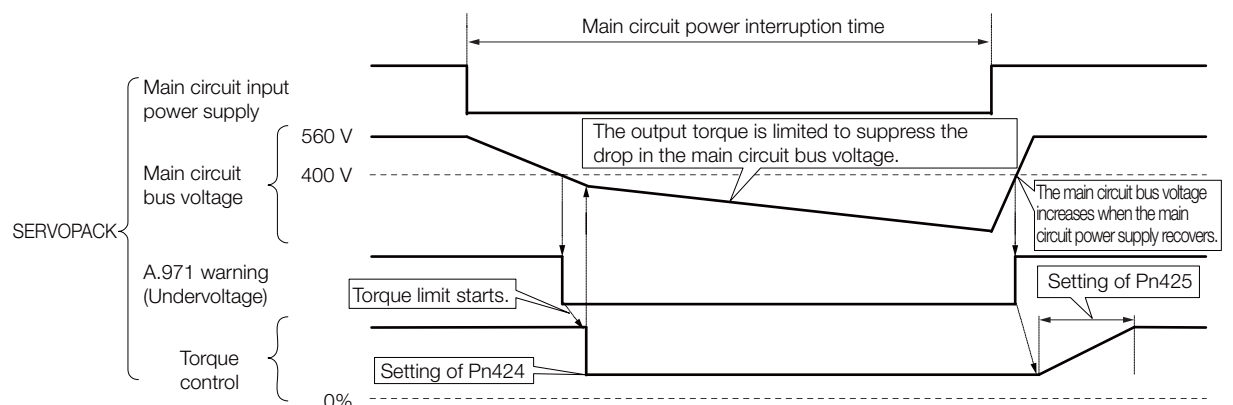 Main circuit power interruption time
SERVOPACK
Main circuit input
power supply
Main circuit
bus voltage
560 V
400 V
The output torque is limited to suppress the
drop in the main circuit bus voltage.
The main circuit bus voltage
increases when the main
circuit power supply recovers.
A.971 warning
(Undervoltage)
Torque limit starts.
Setting of Pn425
Torque
control
Setting of Pn424
0%